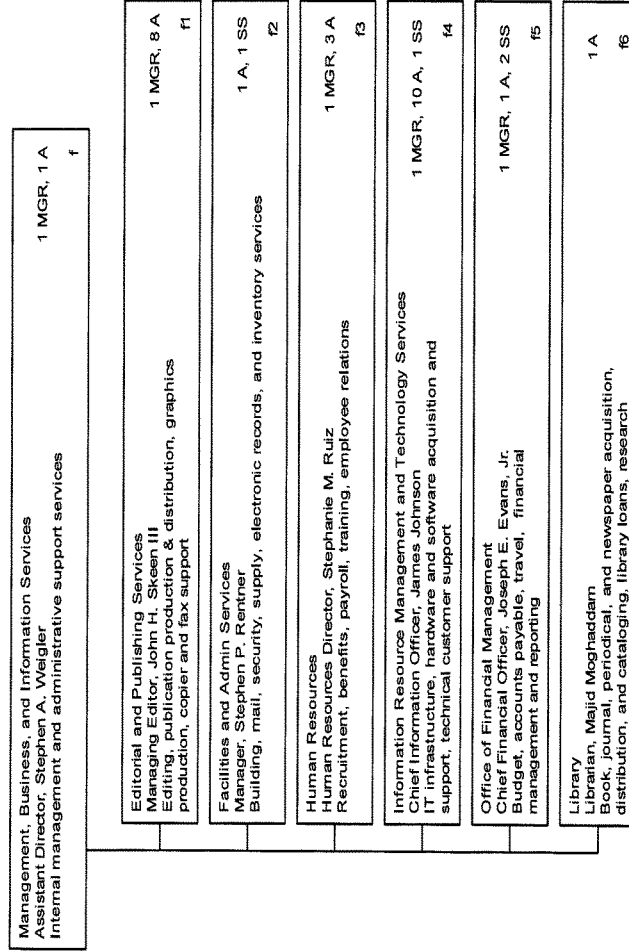 Management, Business, and Information Services
Assistant Director, Stephen A. Weigler
Internal management and administrative support services
1 MGR, 1 A
f
Editorial and Publishing Services
Managing Editor, John H. Skeen III
Editing, publication production & distribution, graphics
production, copier and fax support
1 MGR, 8 A
f1
Facilities and Admin Services
Manager, Stephen P. Rentner
Building, mail, security, supply, electronic records, and inventory services
1 A, 1 SS
f2
Human Resources
Human Resources Director, Stephanie M. Ruiz
Recruitment, benefits, payroll, training, employee relations
1 MGR, 3 A
f3
Information Resource Management and Technology Services
Chief Information Officer, James Johnson
IT infrastructure, hardware and software acquisition and
support, technical customer support
1 MGR, 10 A, 1 SS
f4
Office of Financial Management
Chief Financial Officer, Joseph E. Evans, Jr.
Budget, accounts payable, travel, financial
management and reporting
1 MGR, 1 A, 2 SS
f5
Library
Librarian, Majid Moghaddam
Book, journal, periodical, and newspaper acquisition,
distribution, and cataloging, library loans, research
1 A
f6